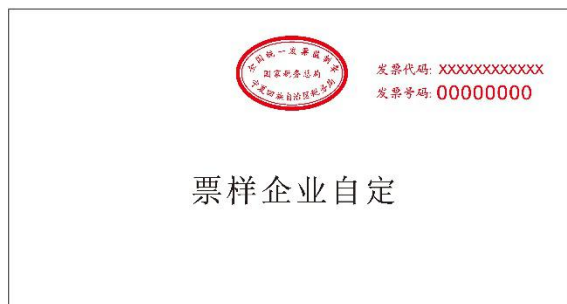 全国统一发票监制章
国家税务总局
宁夏回族自治区税务局
发票代码: XXXXXXXXXXXX
发票号码: 00000000
票样企业自定